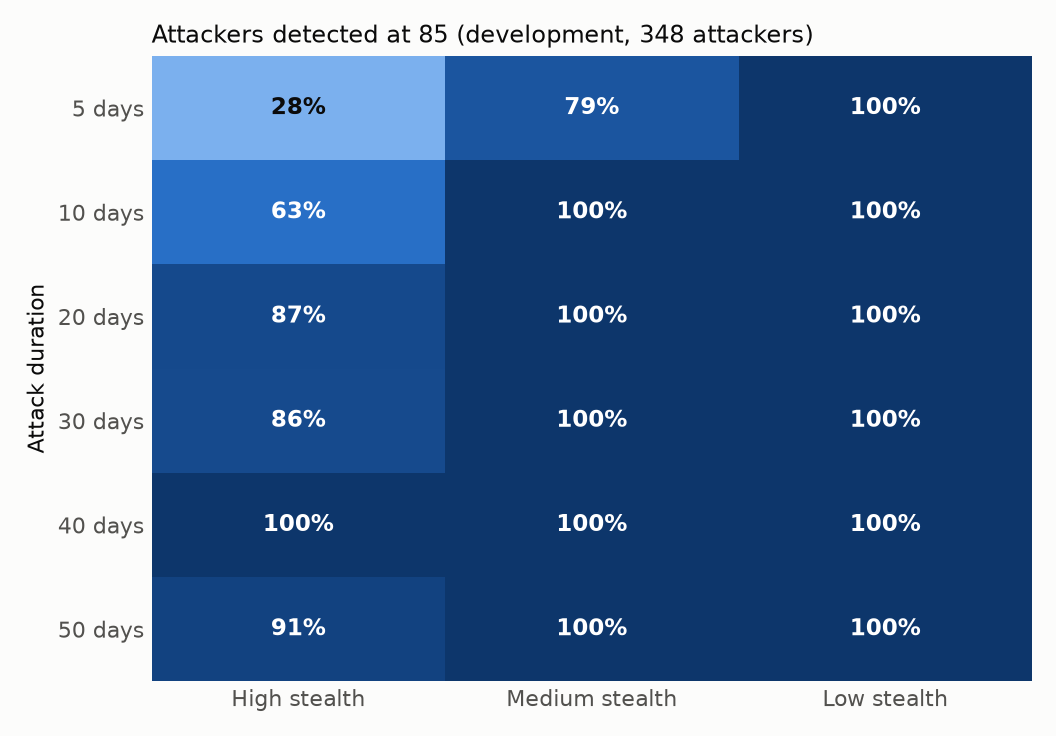 Attackers detected at 85 (development, 348 attackers)
Attack duration
5 days 28% 79% 100%
10 days 63% 100% 100%
20 days 87% 100% 100%
30 days 86% 100% 100%
40 days 100% 100% 100%
50 days 91% 100% 100%
High stealth Medium stealth Low stealth